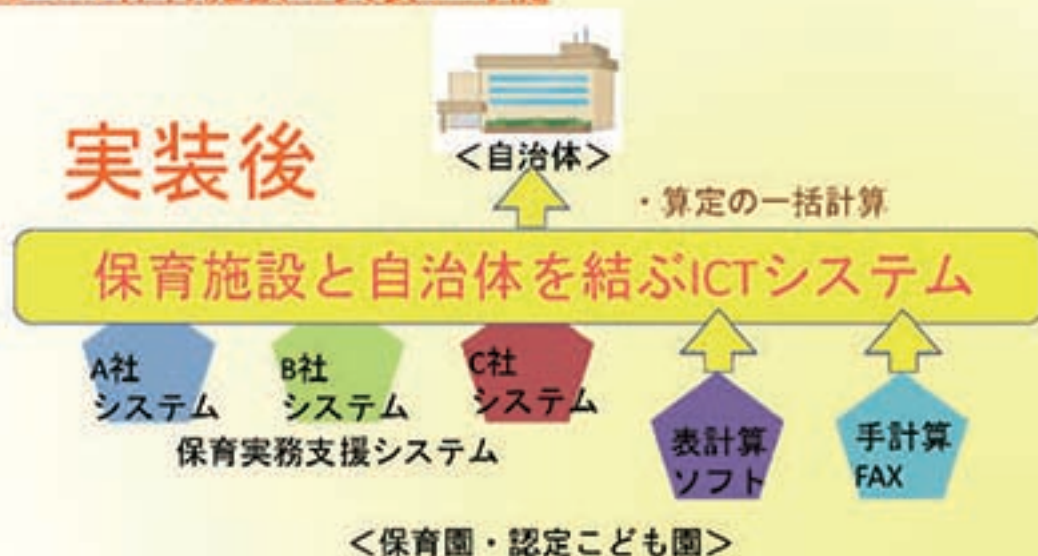 実装後
<自治体>
・算定の一括計算
保育施設と自治体を結ぶICTシステム
A社
システム
B社
システム
C社
システム
保育実務支援システム
表計算
ソフト
手計算
FAX
<保育園・認定こども園>